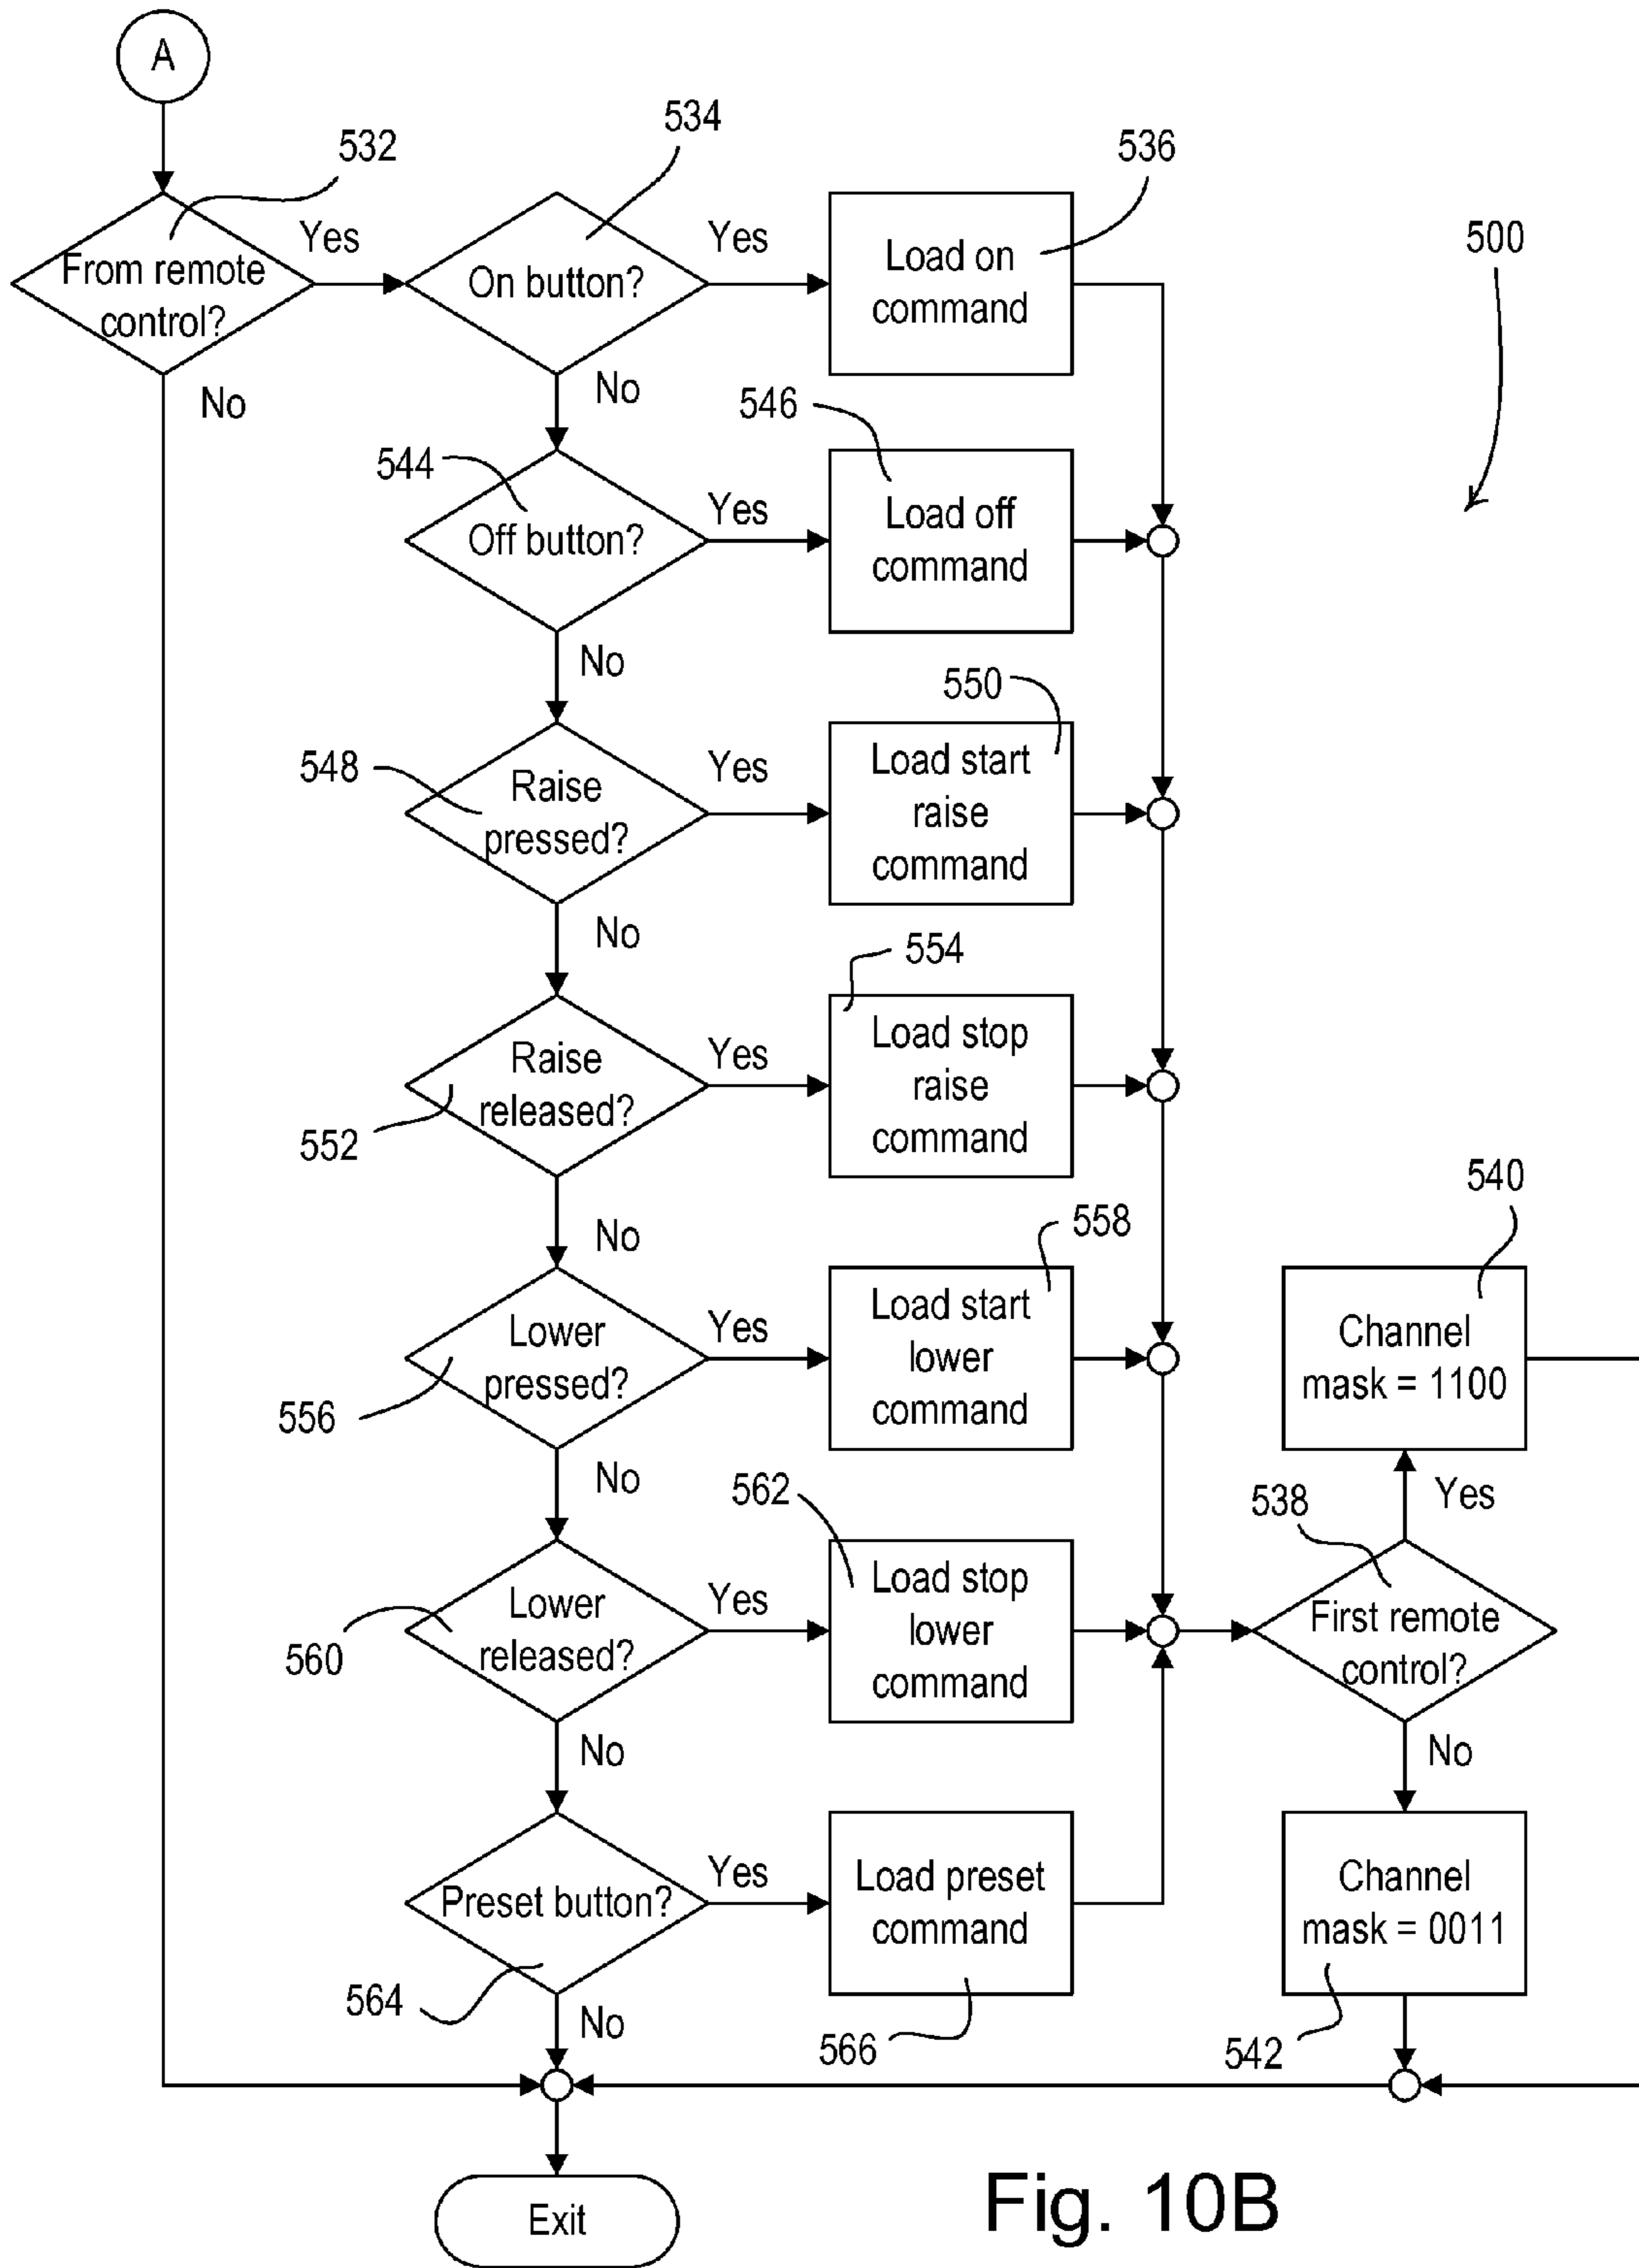 A
532
534
536
500
From remote
control?
Yes
No
On button?
Yes
No
Load on
command
544
546
Off button?
Yes
No
Load off
command
548
550
Raise
pressed?
Yes
No
Load start
raise
command
552
554
Raise
released?
Yes
No
Load stop
raise
command
556
558
Lower
pressed?
Yes
No
Load start
lower
command
540
Channel
mask = 1100
560
562
Lower
released?
Yes
No
Load stop
lower
command
538
Yes
First remote
control?
No
564
Preset button?
Yes
No
Load preset
command
566
Channel
mask = 0011
542
Exit
Fig. 10B